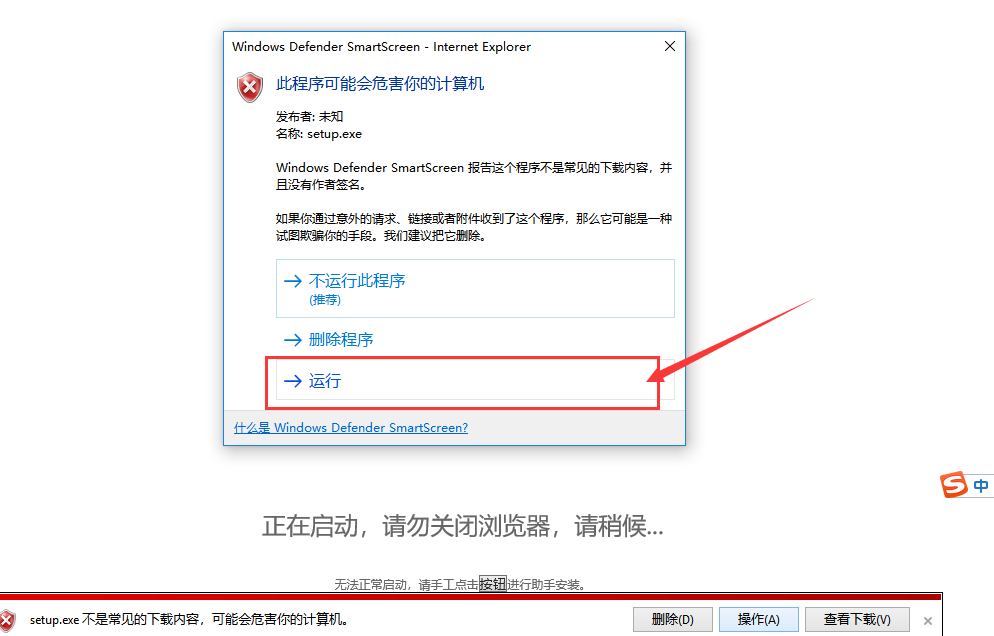 Windows Defender SmartScreen - Internet Explorer
此程序可能会危害你的计算机
发布者: 未知
名称: setup.exe
Windows Defender SmartScreen 报告这个程序不是常见的下载内容，并
且没有作者签名。
如果你通过意外的请求、链接或者附件收到了这个程序，那么它可能是一种
试图欺骗你的手段。我们建议把它删除。
不运行此程序
(推荐)
删除程序
运行
什么是 Windows Defender SmartScreen?
S 中
正在启动，请勿关闭浏览器，请稍候...
无法正常启动，请手工点击按钮进行助手安装。
setup.exe 不是常见的下载内容，可能会危害你的计算机。 删除(D) 操作(A) 查看下载(V)